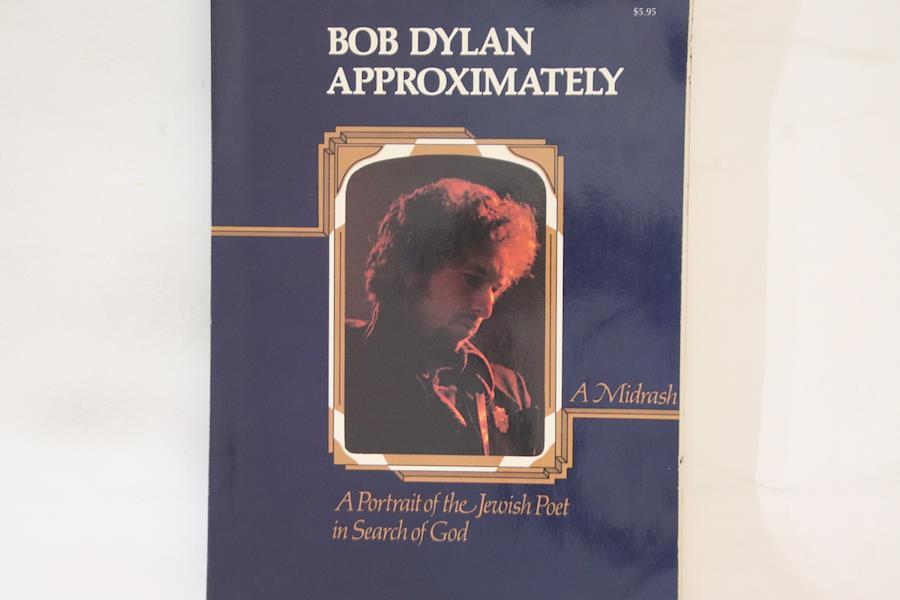 $5.95
BOB DYLAN
APPROXIMATELY
A Midrash
A Portrait of the Jewish Poet
in Search of God